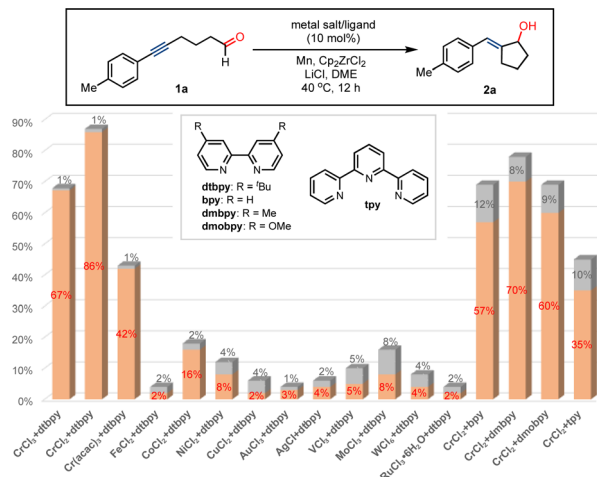 metal salt/ligand
(10 mol%)
Mn, Cp2ZrCl2
LiCl, DME
40 °C, 12 h
O
H
Me
1a
OH
Me
2a
R
R
N
N
dtbpy: R = tBu
bpy: R = H
dmbpy: R = Me
dmobpy: R = OMe
N
N
N
tpy
90%
80%
70%
60%
50%
40%
30%
20%
10%
0%
1%
67%
1%
86%
1%
42%
2%
2%
2%
16%
4%
8%
4%
2%
1%
3%
2%
4%
5%
5%
8%
8%
4%
4%
2%
2%
12%
57%
8%
70%
9%
60%
10%
35%
CrCl3+dtbpy
CrCl2+dtbpy
Cr(acac)3+dtbpy
FeCl2+dtbpy
CoCl2+dtbpy
NiCl2+dtbpy
CuCl2+dtbpy
AuCl3+dtbpy
AgCl+dtbpy
VCl3+dtbpy
MoCl3+dtbpy
WCl6+dtbpy
RuCl3•6H2O+dtbpy
CrCl2+bpy
CrCl2+dmbpy
CrCl2+dmobpy
CrCl2+tpy